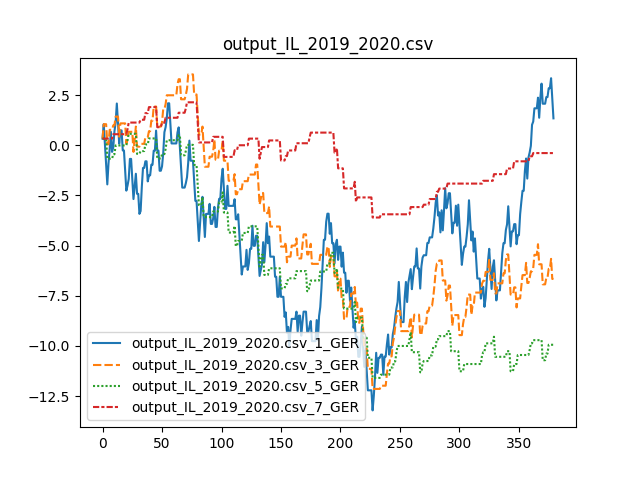 output_IL_2019_2020.csv
2.5
0.0
−2.5
−5.0
−7.5
−10.0
−12.5
output_IL_2019_2020.csv_1_GER
output_IL_2019_2020.csv_3_GER
output_IL_2019_2020.csv_5_GER
output_IL_2019_2020.csv_7_GER
0 50 100 150 200 250 300 350